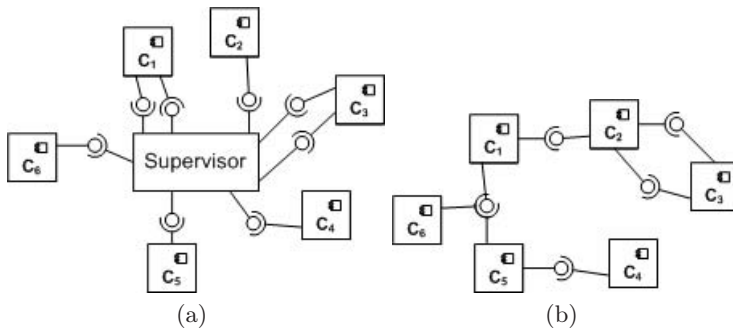 C₁
C₂
C₃
Supervisor
C₆
C₄
C₅
(a)
C₁
C₂
C₃
C₆
C₅
C₄
(b)